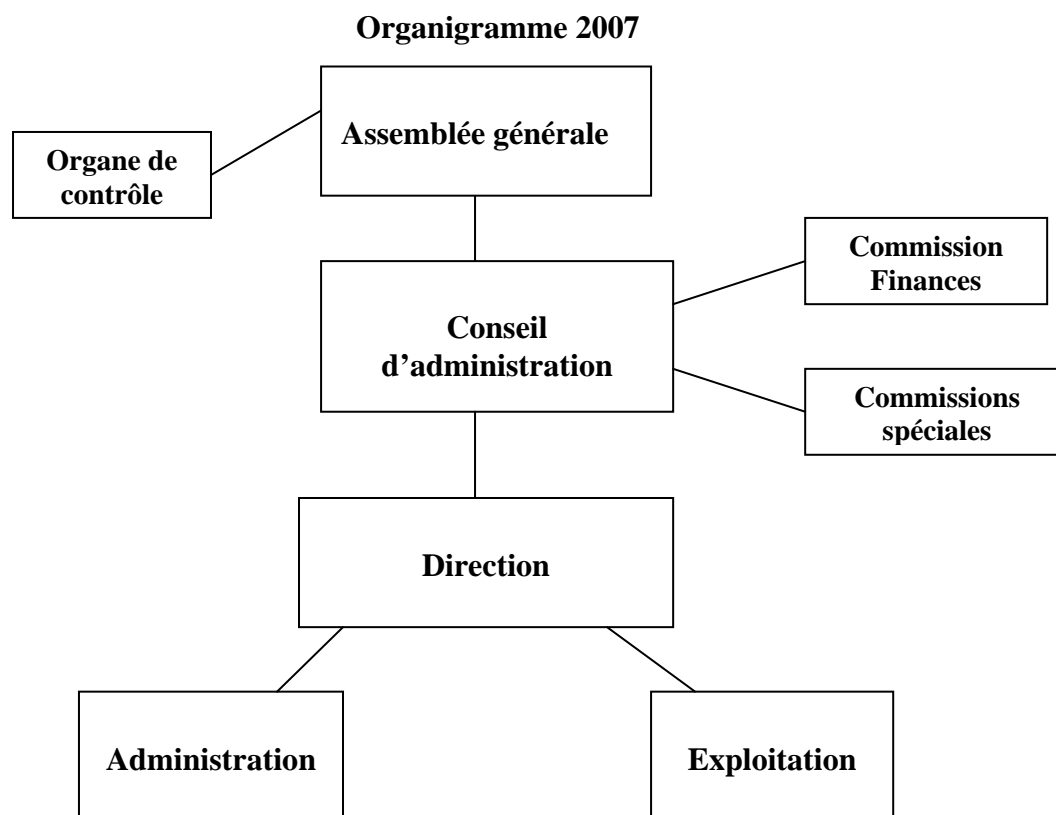 Organigramme 2007
Assemblée générale
Organe de
contrôle
Commission
Finances
Conseil
d’administration
Commissions
spéciales
Direction
Administration
Exploitation